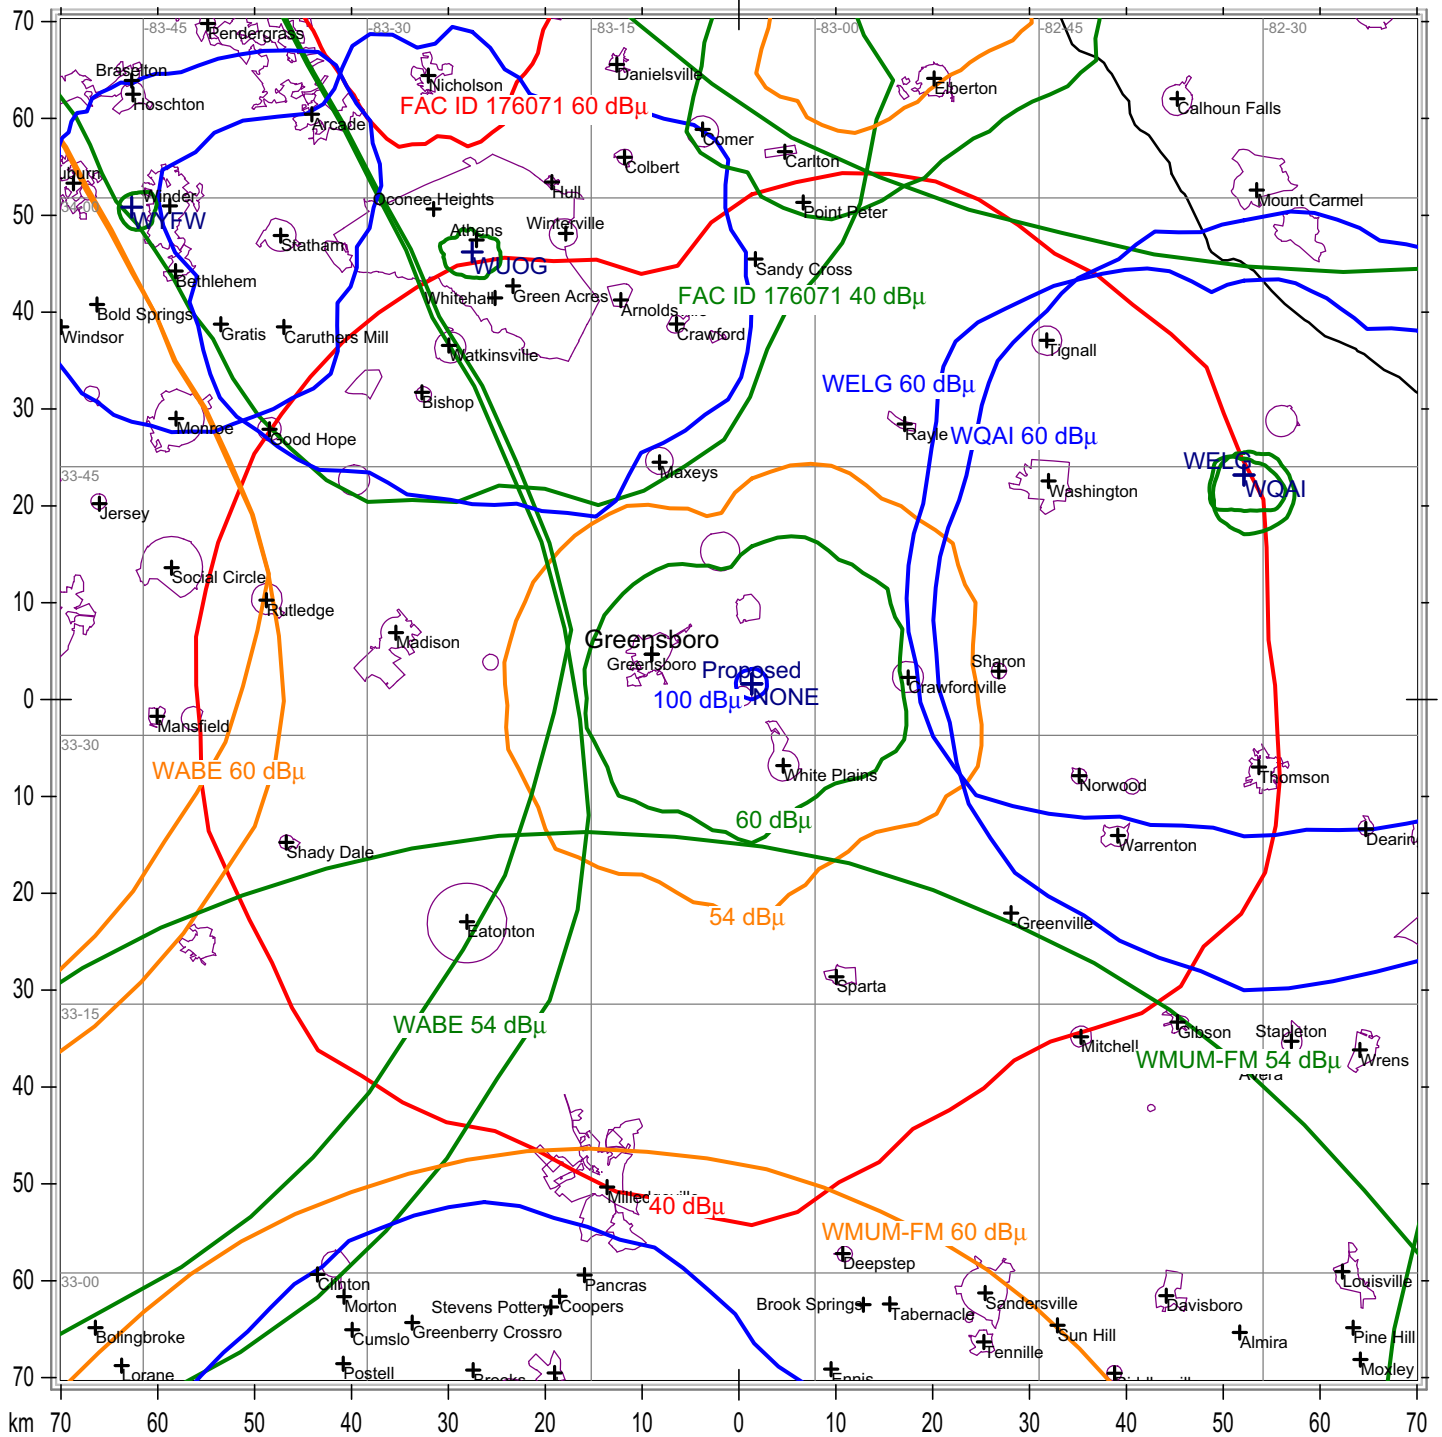 -83-45
-83-30
-83-15
-83-00
-82-45
-82-30
Pendergrass
Braselton
Hoschton
Arcade
Nicholson
Danielsville
Elberton
Calhoun Falls
FAC ID 176071 60 dBµ
Comer
Colbert
Carlton
Hull
Oconee Heights
Winder
WYFW
Point Peter
Mount Carmel
Athens
Winterville
Statham
WUOG
Sandy Cross
Bethlehem
Whitehall
Green Acres
FAC ID 176071 40 dBµ
Bold Springs
Arnolds
Windsor
Gratis
Caruthers Mill
Crawford
Watkinsville
Tignall
WELG 60 dBµ
Bishop
Monroe
Good Hope
Rayle
WQAI 60 dBµ
33-45
Maxeys
WELG
WQAI
Washington
Jersey
Social Circle
Rutledge
Madison
Greensboro
Greensboro
Proposed
NONE
100 dBµ
Sharon
Crawfordville
Mansfield
33-30
WABE 60 dBµ
White Plains
Norwood
Thomson
60 dBµ
Shady Dale
Warrenton
Dearin
54 dBµ
Eatonton
Greenville
Sparta
33-15
WABE 54 dBµ
Mitchell
Gibson
Stapleton
WMUM-FM 54 dBµ
Wrens
Avera
40 dBµ
WMUM-FM 60 dBµ
Deepstep
33-00
Clinton
Pancras
Louisville
Morton
Stevens Pottery
Coopers
Brook Springs
Tabernacle
Sandersville
Davisboro
Bolingbroke
Cumslo
Greenberry Crossro
Sun Hill
Almira
Pine Hill
Tennille
Lorane
Postell
Brooks
Ennis
Moxley
70
60
50
40
30
20
10
0
10
20
30
40
50
60
70
km 70 60 50 40 30 20 10 0 10 20 30 40 50 60 70